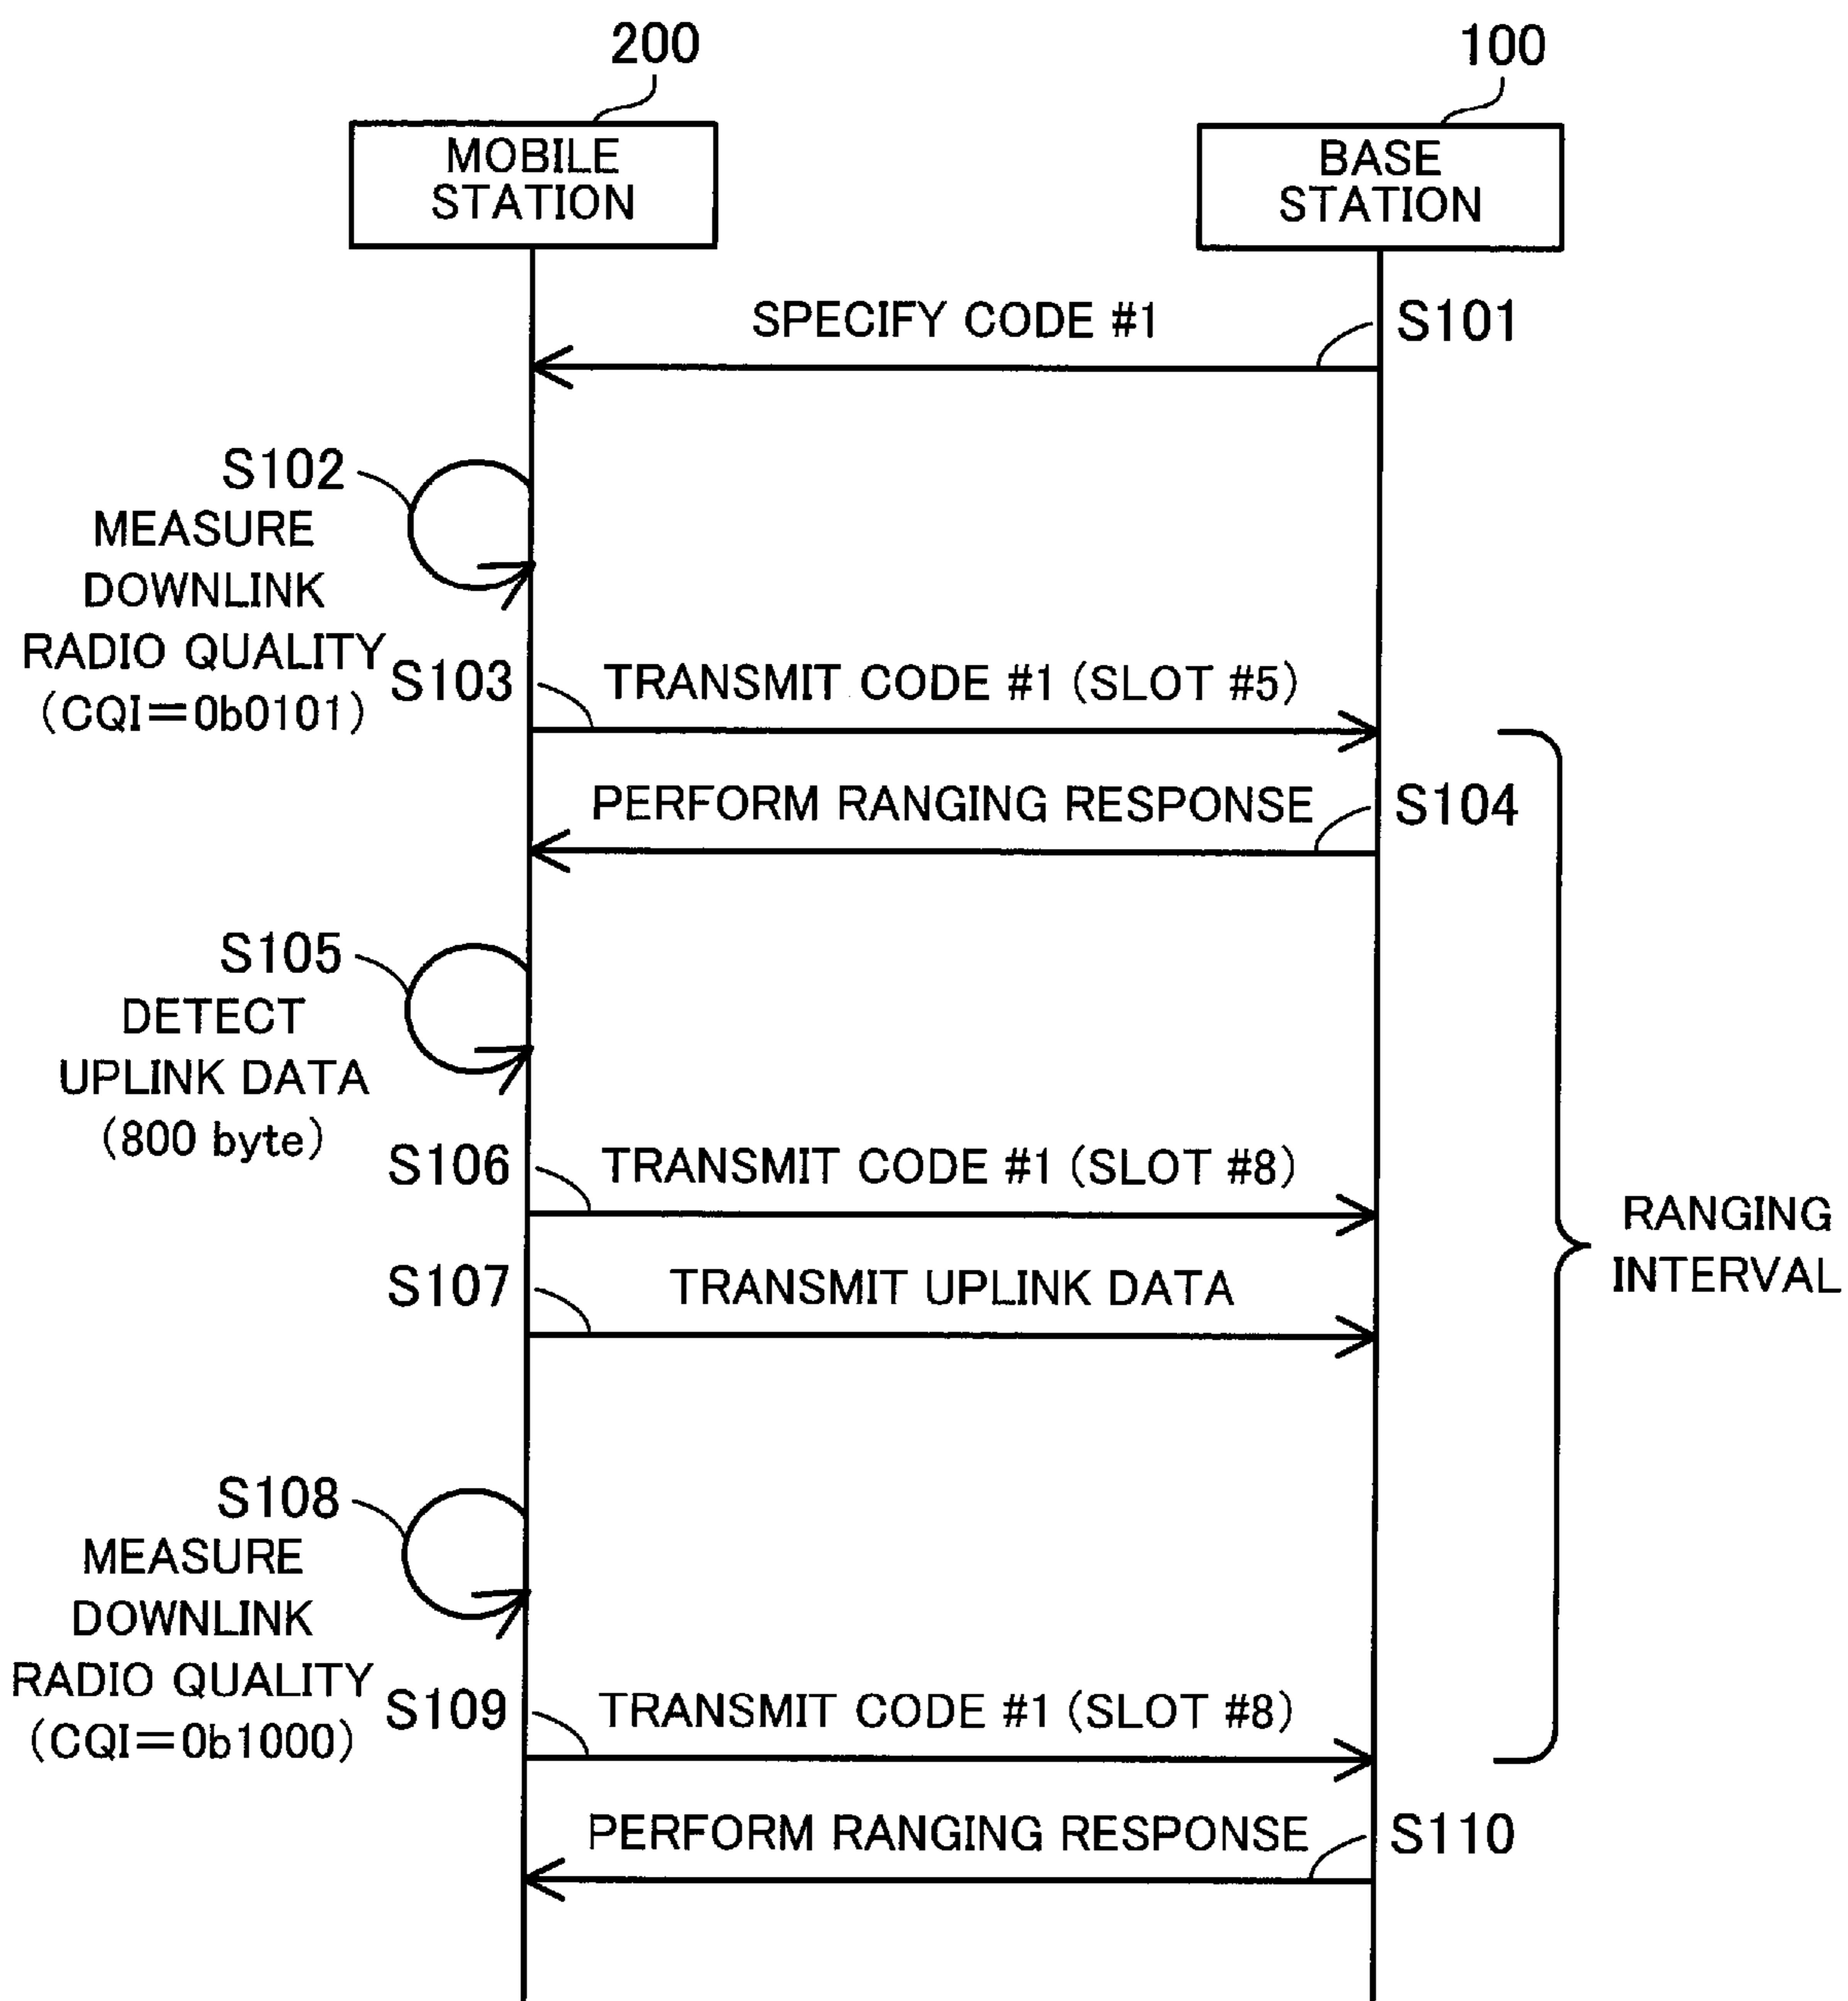 200
100
MOBILE
STATION
BASE
STATION
SPECIFY CODE #1
S101
S102
MEASURE
DOWNLINK
RADIO QUALITY
(CQI=0b0101)
S103
TRANSMIT CODE #1 (SLOT #5)
PERFORM RANGING RESPONSE
S104
S105
DETECT
UPLINK DATA
(800 byte)
S106
TRANSMIT CODE #1 (SLOT #8)
RANGING
INTERVAL
S107
TRANSMIT UPLINK DATA
S108
MEASURE
DOWNLINK
RADIO QUALITY
(CQI=0b1000)
S109
TRANSMIT CODE #1 (SLOT #8)
PERFORM RANGING RESPONSE
S110